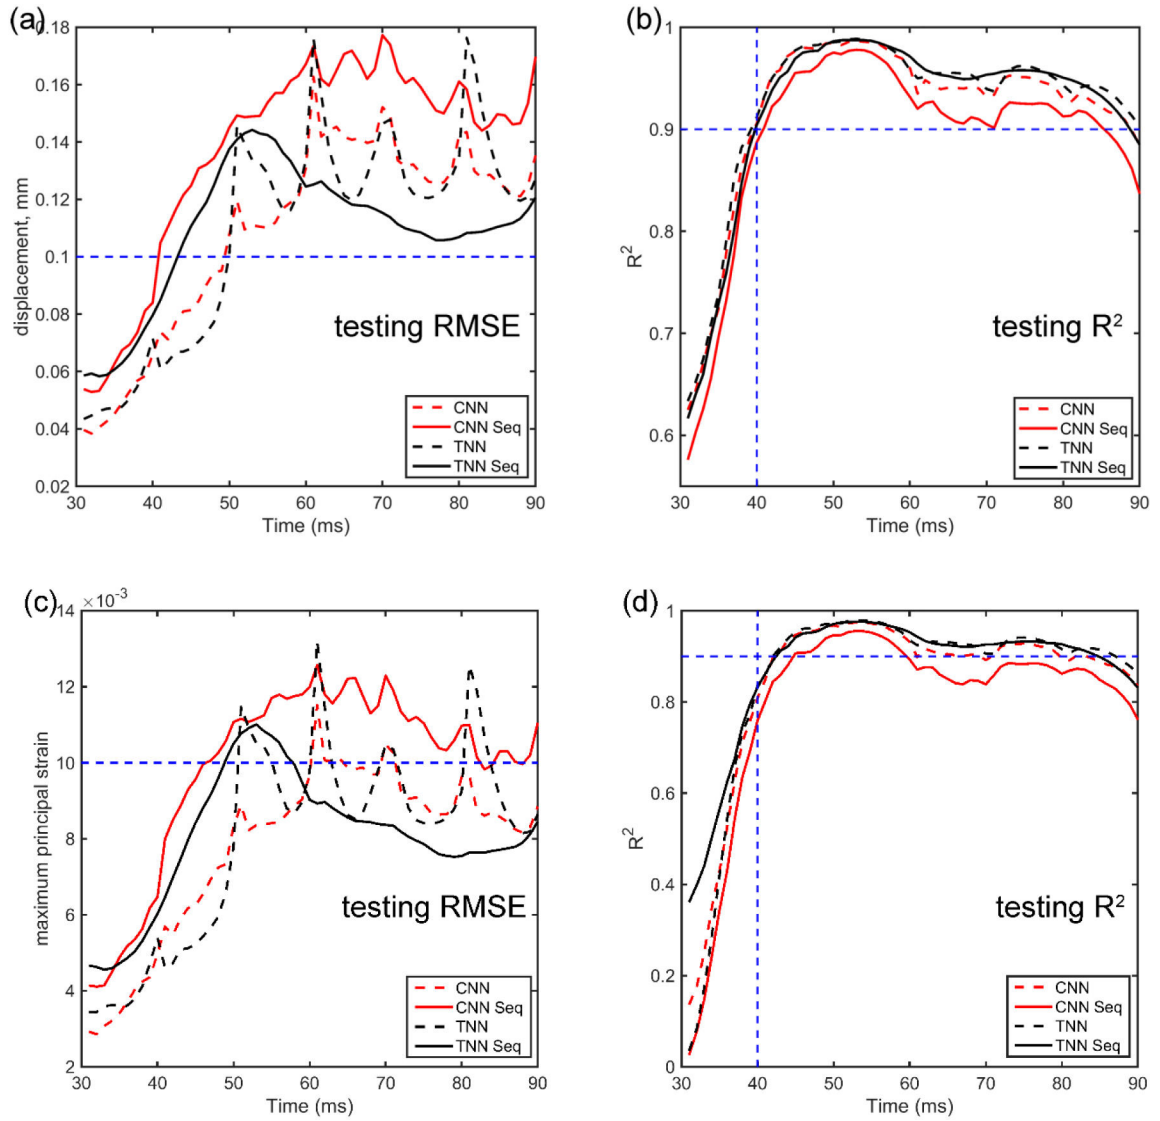 (a)
0.18
0.16
0.14
0.12
0.1
0.08
0.06
0.04
0.02
displacement, mm
testing RMSE
CNN
CNN Seq
TNN
TNN Seq
30 40 50 60 70 80 90
Time (ms)
(b)
1
0.9
0.8
0.7
0.6
0.5
R²
testing R²
CNN
CNN Seq
TNN
TNN Seq
30 40 50 60 70 80 90
Time (ms)
(c)
×10⁻³
14
12
10
8
6
4
2
maximum principal strain
testing RMSE
CNN
CNN Seq
TNN
TNN Seq
30 40 50 60 70 80 90
Time (ms)
(d)
1
0.8
0.6
0.4
0.2
0
R²
testing R²
CNN
CNN Seq
TNN
TNN Seq
30 40 50 60 70 80 90
Time (ms)